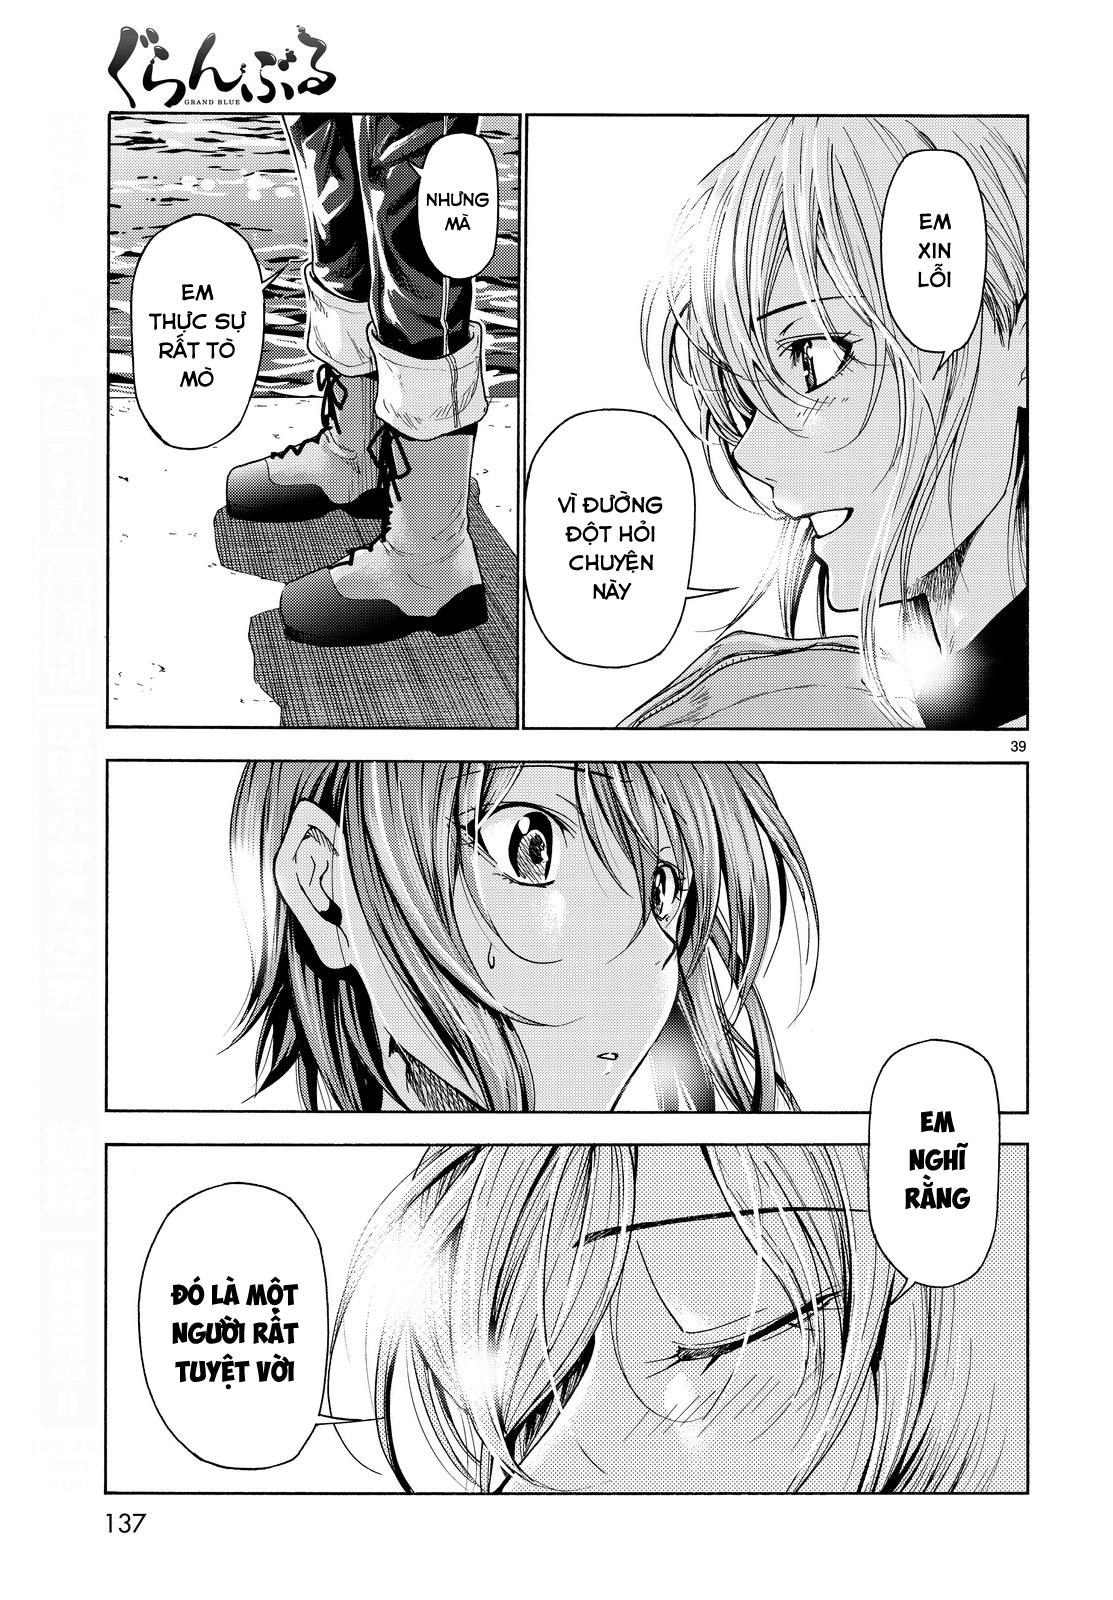 ぐらんぶる
GRAND BLUE
EM
XIN
LỖI
VÌ ĐƯỜNG
ĐỘT HỎI
CHUYỆN
NÀY
NHƯNG
MÀ
EM
THỰC SỰ
RẤT TÒ
MÒ
39
EM
NGHĨ
RẰNG
ĐÓ LÀ MỘT
NGƯỜI RẤT
TUYỆT VỜI
137